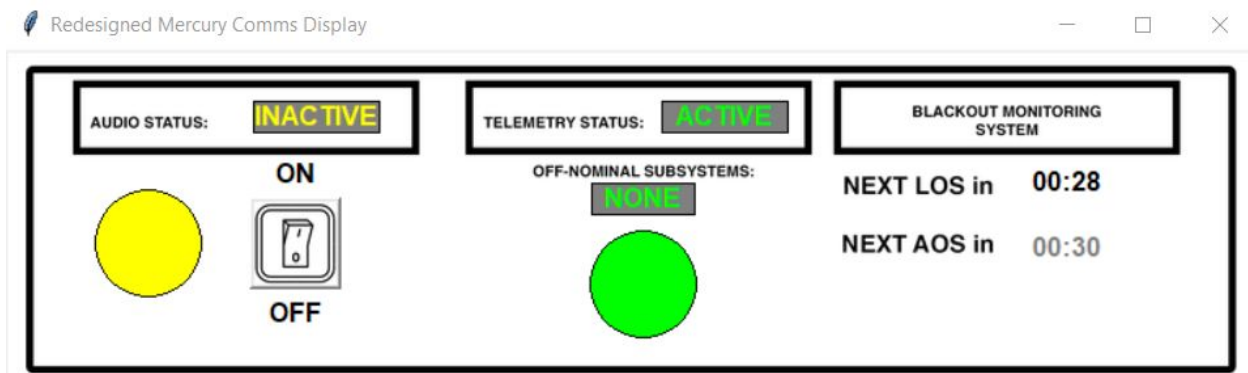 Redesigned Mercury Comms Display
AUDIO STATUS: INACTIVE
ON
OFF
TELEMETRY STATUS: ACTIVE
OFF-NOMINAL SUBSYSTEMS:
NONE
BLACKOUT MONITORING
SYSTEM
NEXT LOS in 00:28
NEXT AOS in 00:30